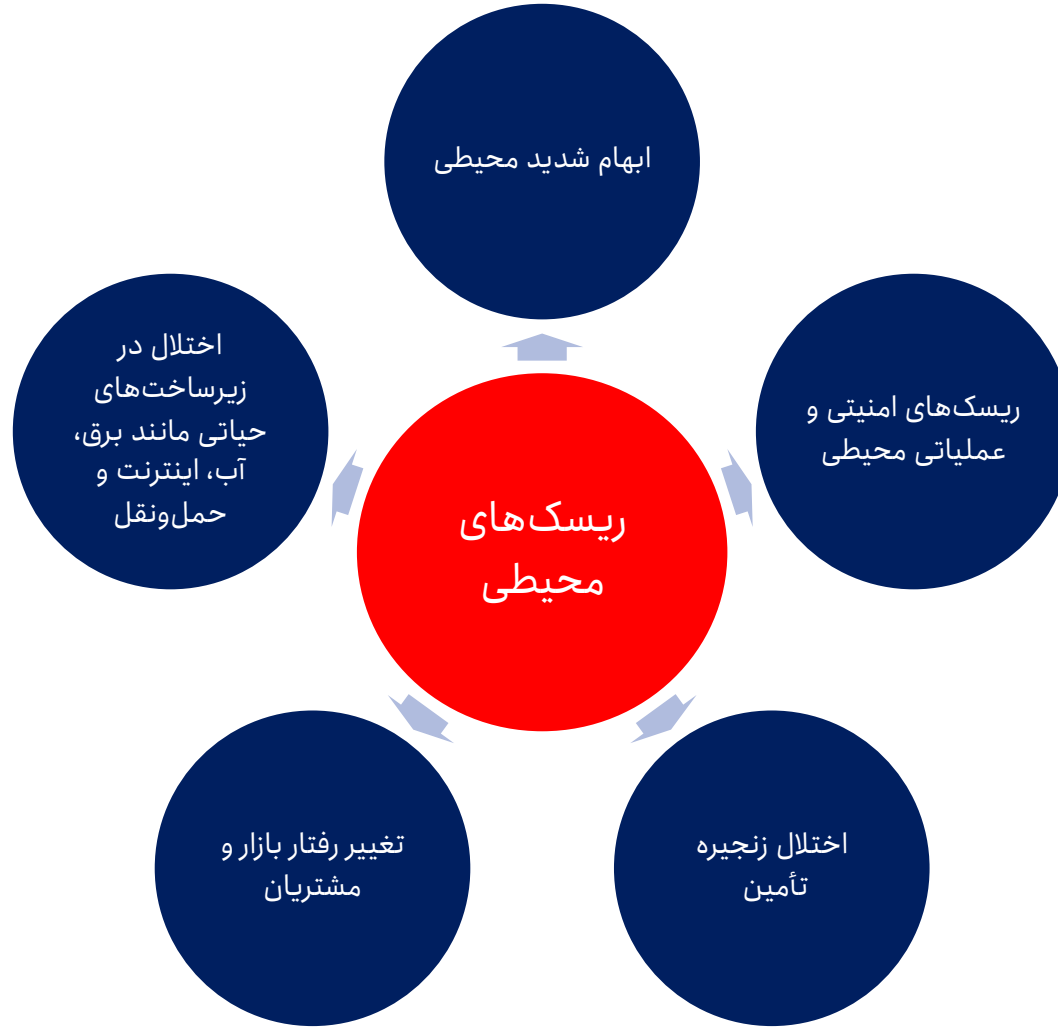 ابهام شدید محیطی
ریسک‌های امنیتی و
عملیاتی محیطی
اختلال زنجیره
تأمین
تغییر رفتار بازار و
مشتریان
اختلال در
زیرساخت‌های
حیاتی مانند برق،
آب، اینترنت و
حمل‌ونقل
ریسک‌های
محیطی